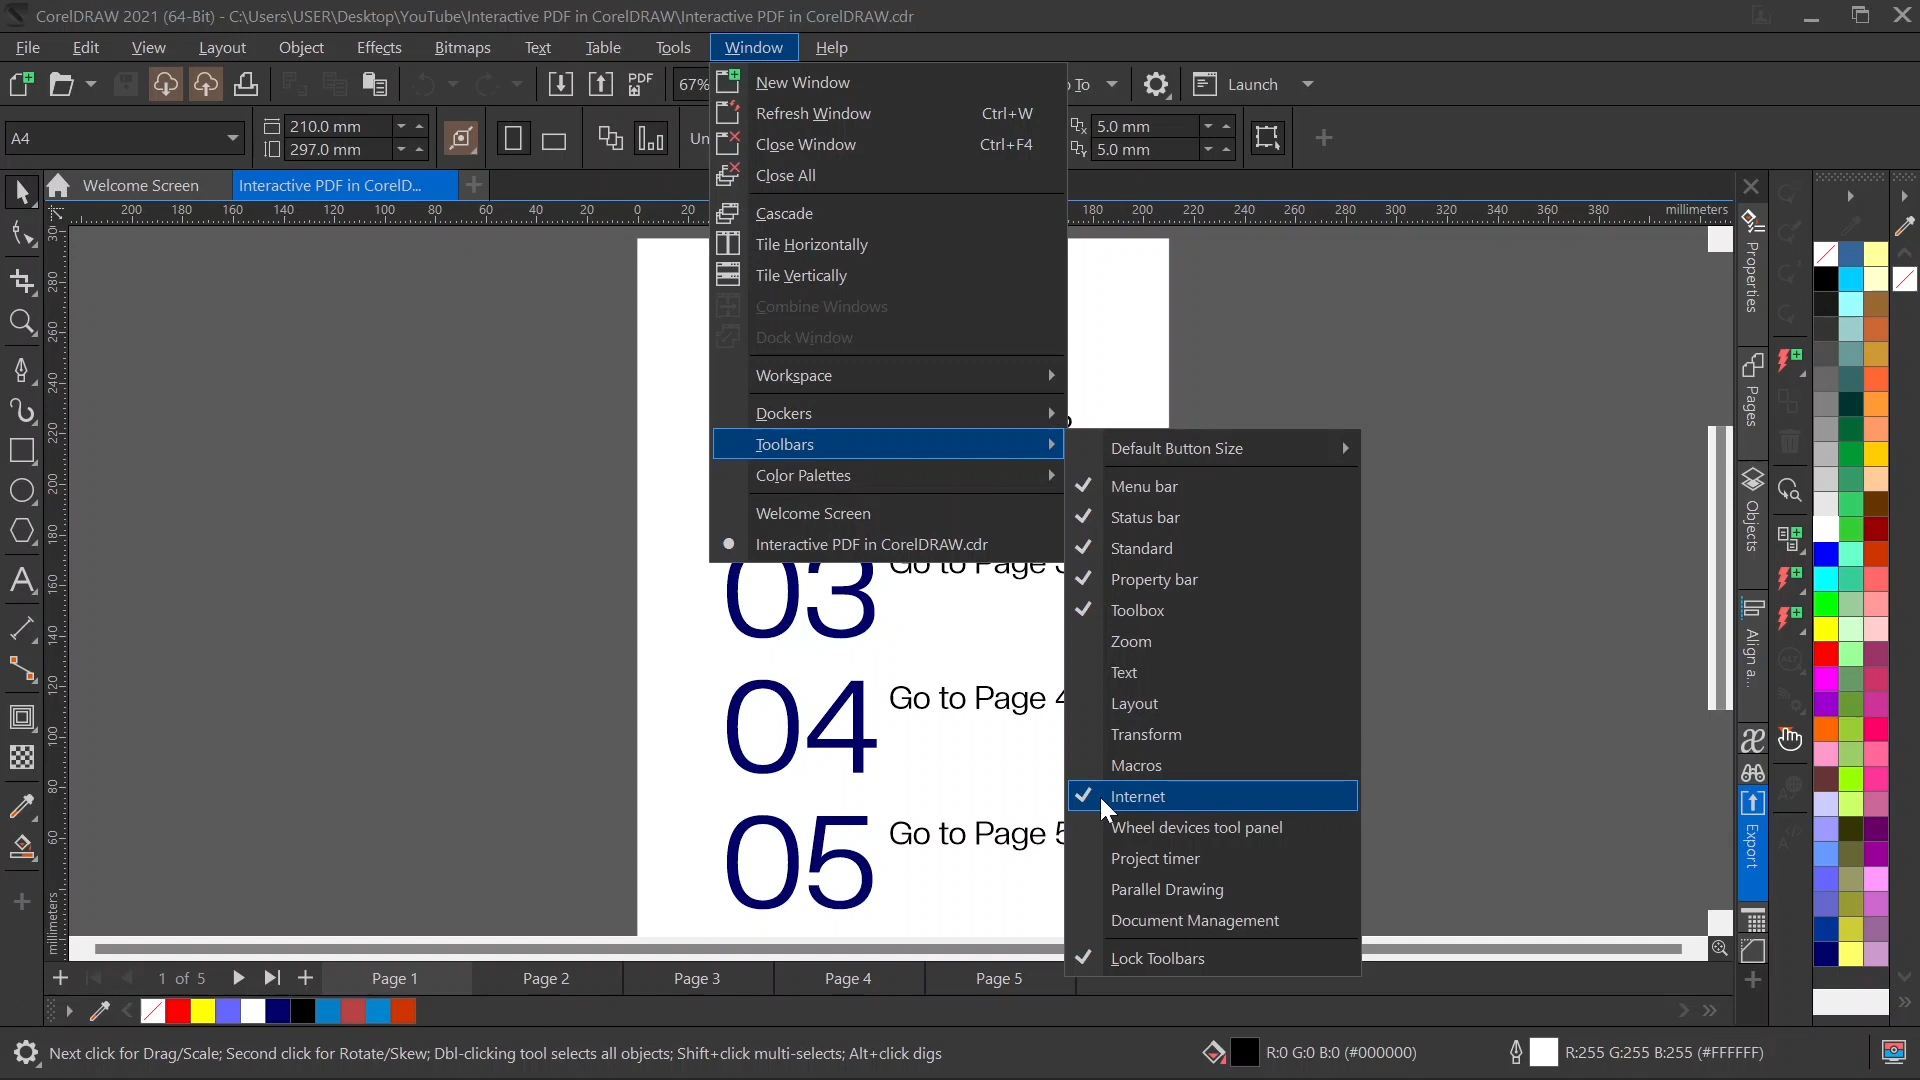 CorelDRAW 2021 (64-Bit) - C:\Users\USER\Desktop\YouTube\Interactive PDF in CorelDRAW\Interactive PDF in CorelDRAW.cdr
File Edit View Layout Object Effects Bitmaps Text Table Tools Window Help
PDF 67% To Launch
A4 210.0 mm 297.0 mm Un 5.0 mm 5.0 mm
Welcome Screen Interactive PDF in CorelD...
200 180 160 140 120 100 80 60 40 20 0 20 180 200 220 240 260 280 300 320 340 360 380 millimeters
New Window
Refresh Window Ctrl+W
Close Window Ctrl+F4
Close All
Cascade
Tile Horizontally
Tile Vertically
Combine Windows
Dock Window
Workspace
Dockers
Toolbars
Color Palettes
Welcome Screen
Interactive PDF in CorelDRAW.cdr
Default Button Size
Menu bar
Status bar
Standard
Property bar
Toolbox
Zoom
Text
Layout
Transform
Macros
Internet
Wheel devices tool panel
Project timer
Parallel Drawing
Document Management
Lock Toolbars
03 Go to Page
04 Go to Page 4
05 Go to Page 5
280 260 240 220 200 180 160 140 120 100 80 60 millimeters
Properties
Pages
Objects
Align a...
Export
1 of 5 Page 1 Page 2 Page 3 Page 4 Page 5
Next click for Drag/Scale; Second click for Rotate/Skew; Dbl-clicking tool selects all objects; Shift+click multi-selects; Alt+click digs
R:0 G:0 B:0 (#000000) R:255 G:255 B:255 (#FFFFFF)